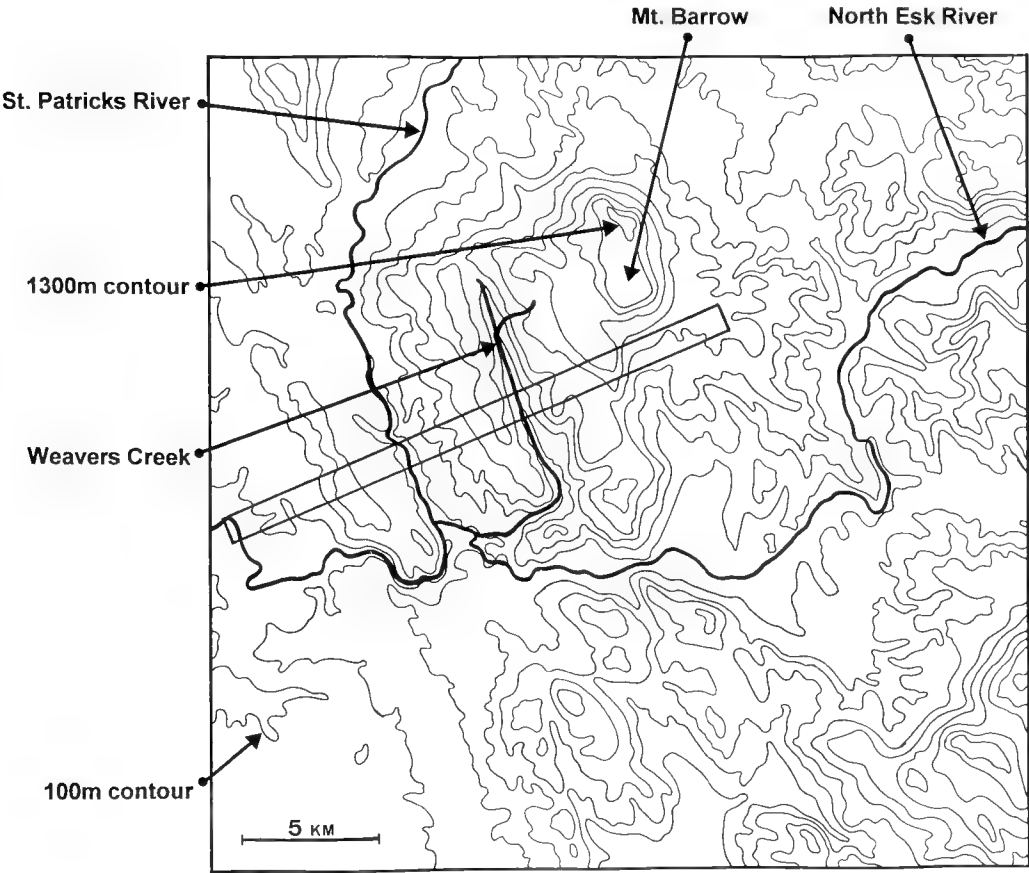 Mt. Barrow
North Esk River
St. Patricks River
1300m contour
Weavers Creek
100m contour
5 KM